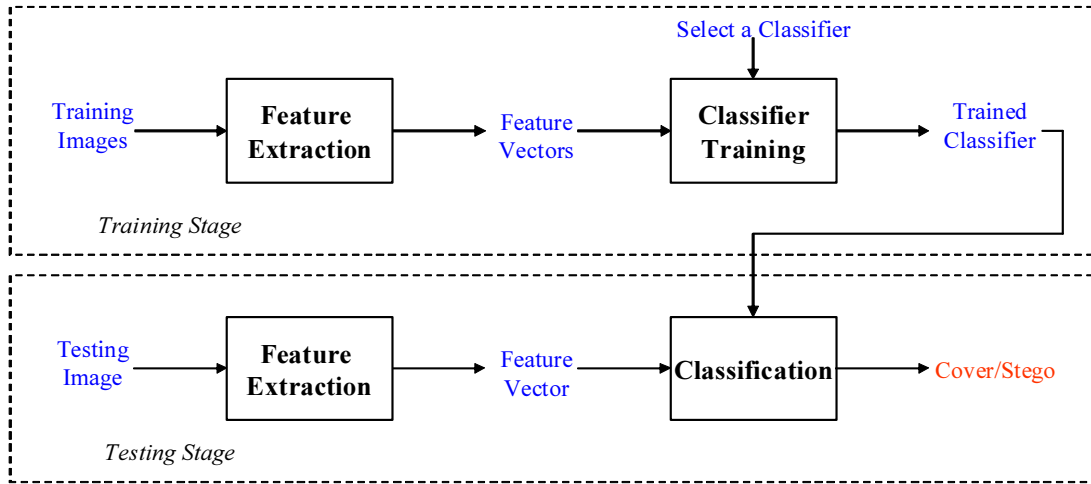 Select a Classifier
Training
Images
Feature
Extraction
Feature
Vectors
Classifier
Training
Trained
Classifier
Training Stage
Testing
Image
Feature
Extraction
Feature
Vector
Classification
Cover/Stego
Testing Stage